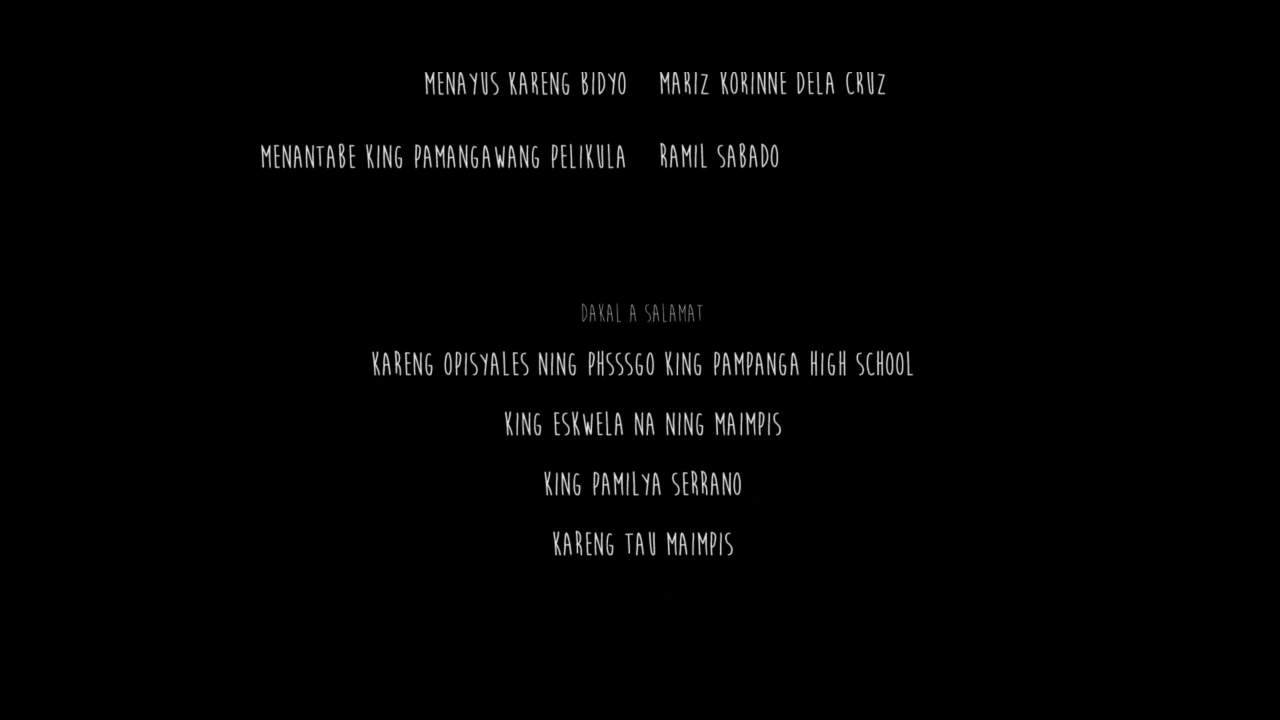 MENAYUS KARENG BIDYO MARIZ KORINNE DELA CRUZ
MENANTABE KING PAMANGAWANG PELIKULA RAMIL SABADO
DAKAL A SALAMAT
KARENG OPISYALES NING PHSSSGO KING PAMPANGA HIGH SCHOOL
KING ESKWELA NA NING MAIMPIS
KING PAMILYA SERRANO
KARENG TAU MAIMPIS